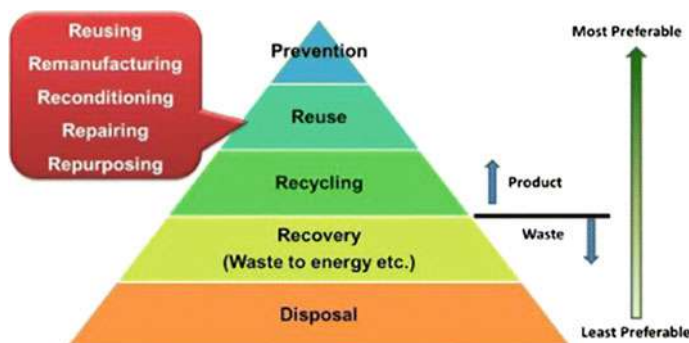 Reusing
Remanufacturing
Reconditioning
Repairing
Repurposing
Prevention
Reuse
Recycling
Recovery
(Waste to energy etc.)
Disposal
Most Preferable
Product
Waste
Least Preferable